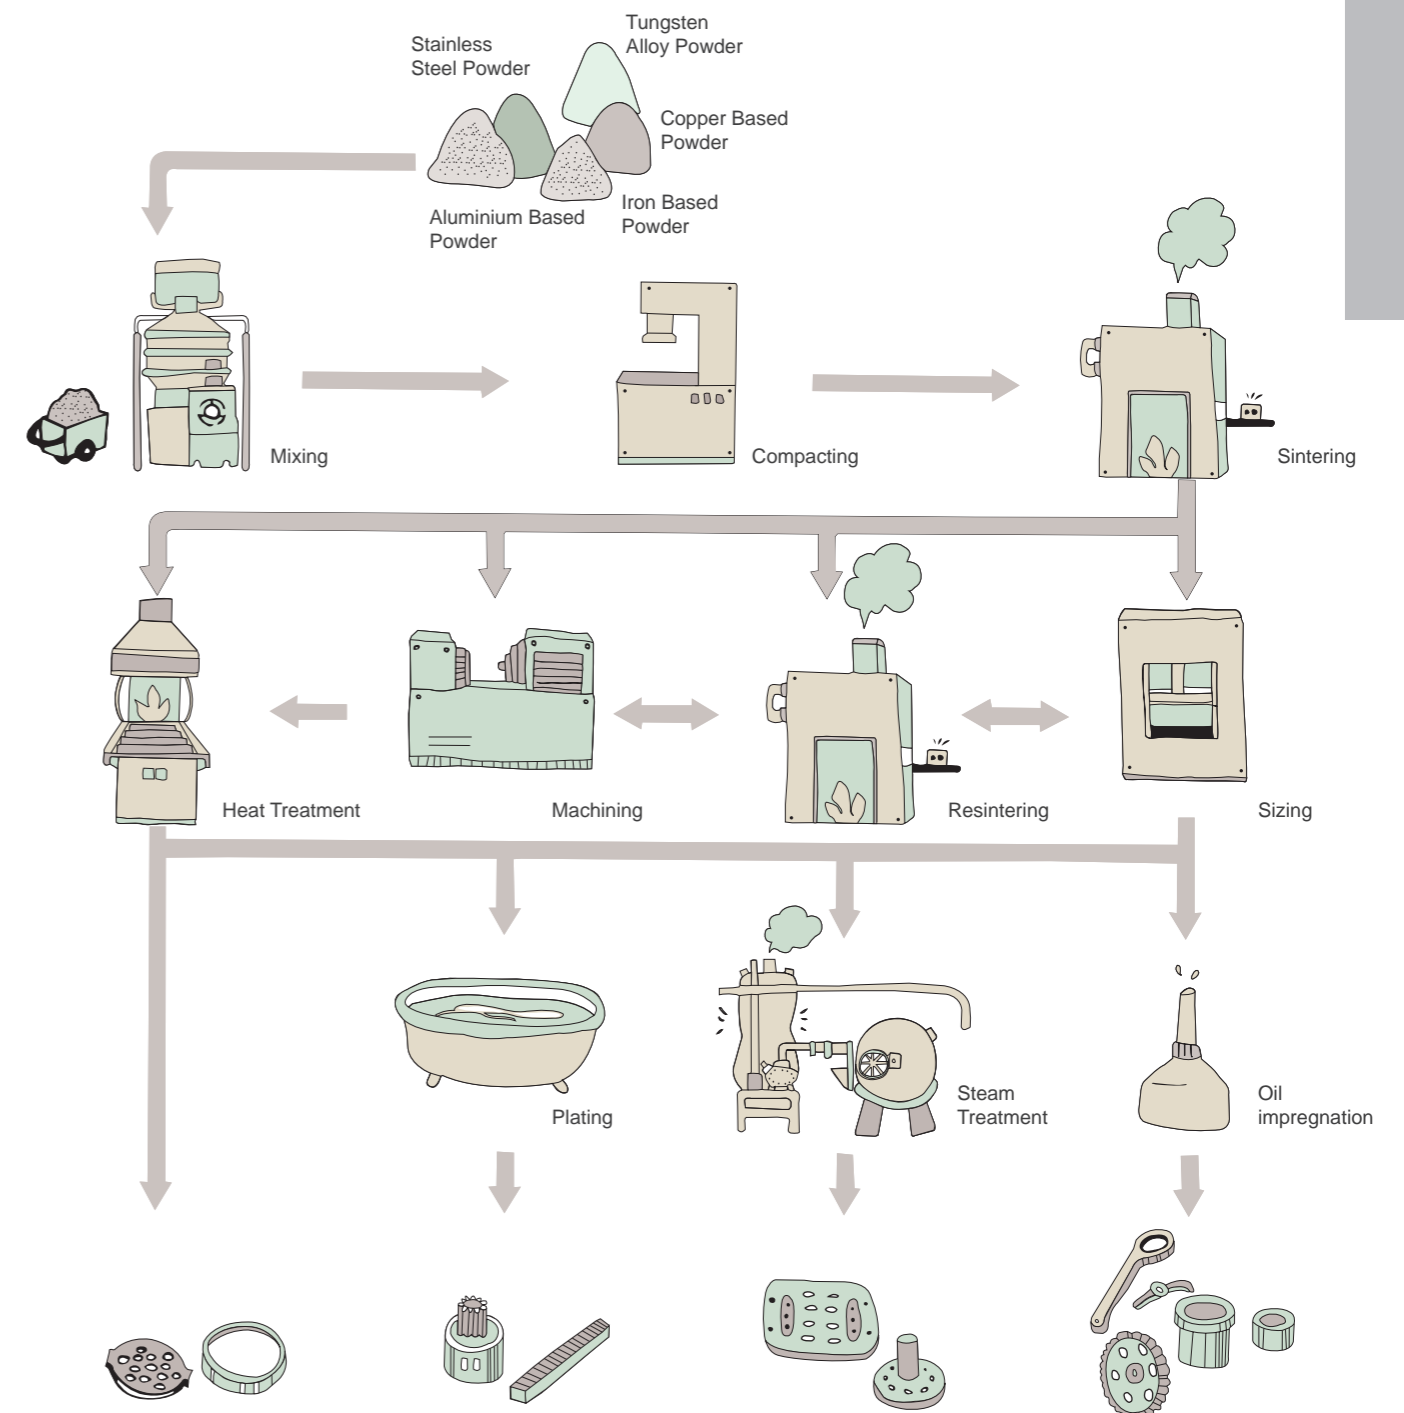 Tungsten
Alloy Powder
Stainless
Steel Powder
Copper Based
Powder
Iron Based
Powder
Aluminium Based
Powder
Mixing
Compacting
Sintering
Heat Treatment
Machining
Resintering
Sizing
Plating
Steam
Treatment
Oil
impregnation